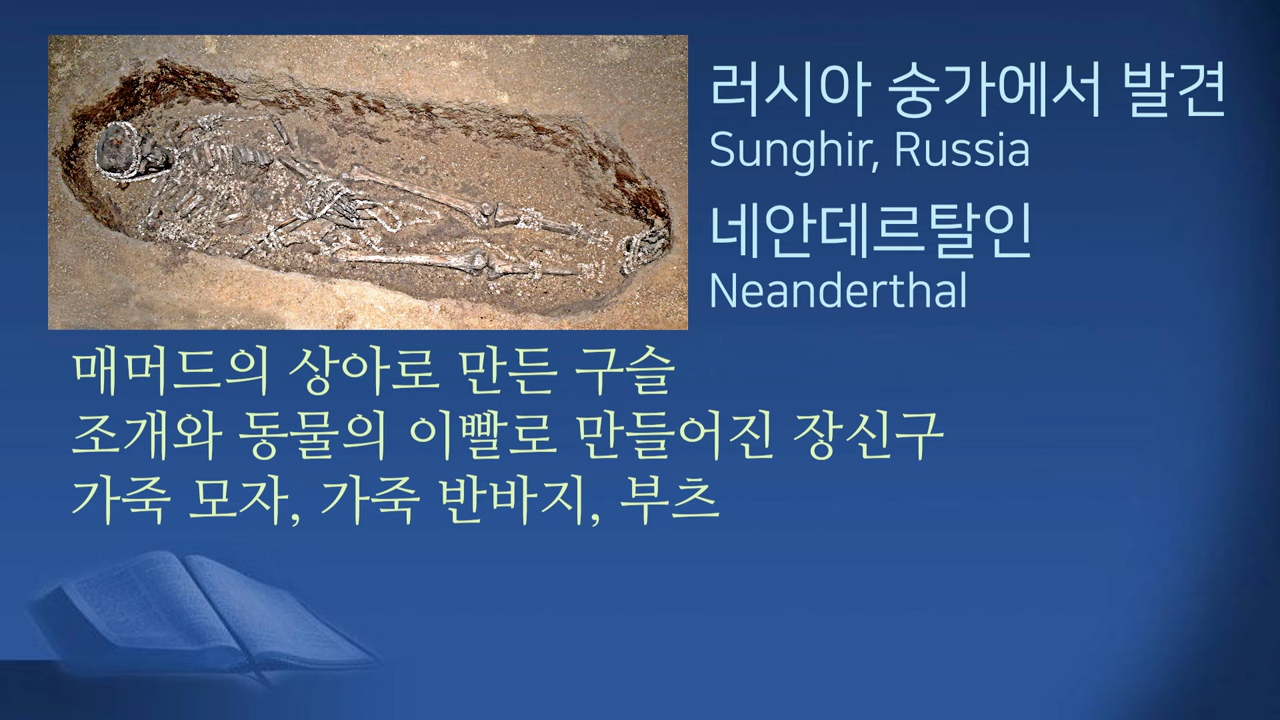 러시아 숭가에서 발견
Sunghir, Russia
네안데르탈인
Neanderthal
매머드의 상아로 만든 구슬
조개와 동물의 이빨로 만들어진 장신구
가죽 모자, 가죽 반바지, 부츠